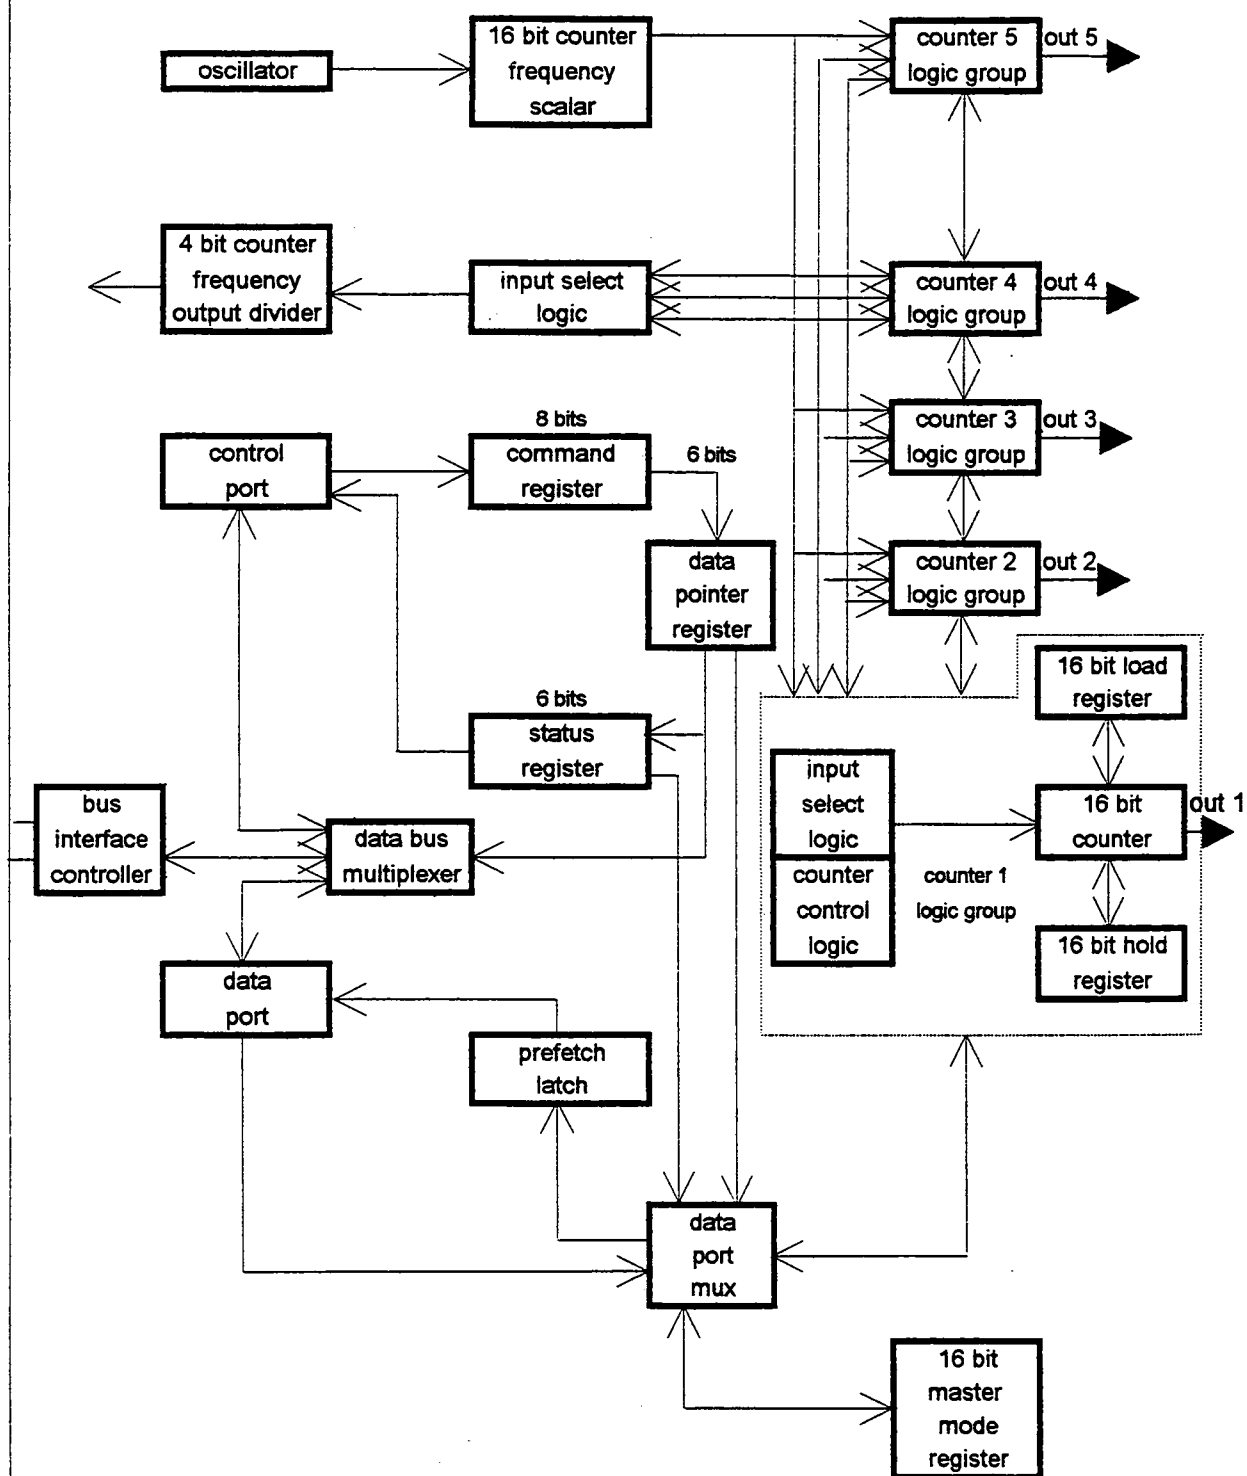 oscillator
16 bit counter
frequency
scalar
counter 5
logic group
out 5
4 bit counter
frequency
output divider
input select
logic
counter 4
logic group
out 4
control
port
8 bits
command
register
6 bits
counter 3
logic group
out 3
data
pointer
register
counter 2
logic group
out 2
6 bits
status
register
16 bit load
register
bus
interface
controller
data bus
multiplexer
input
select
logic
counter
control
logic
counter 1
logic group
16 bit
counter
out 1
16 bit hold
register
data
port
prefetch
latch
data
port
mux
16 bit
master
mode
register